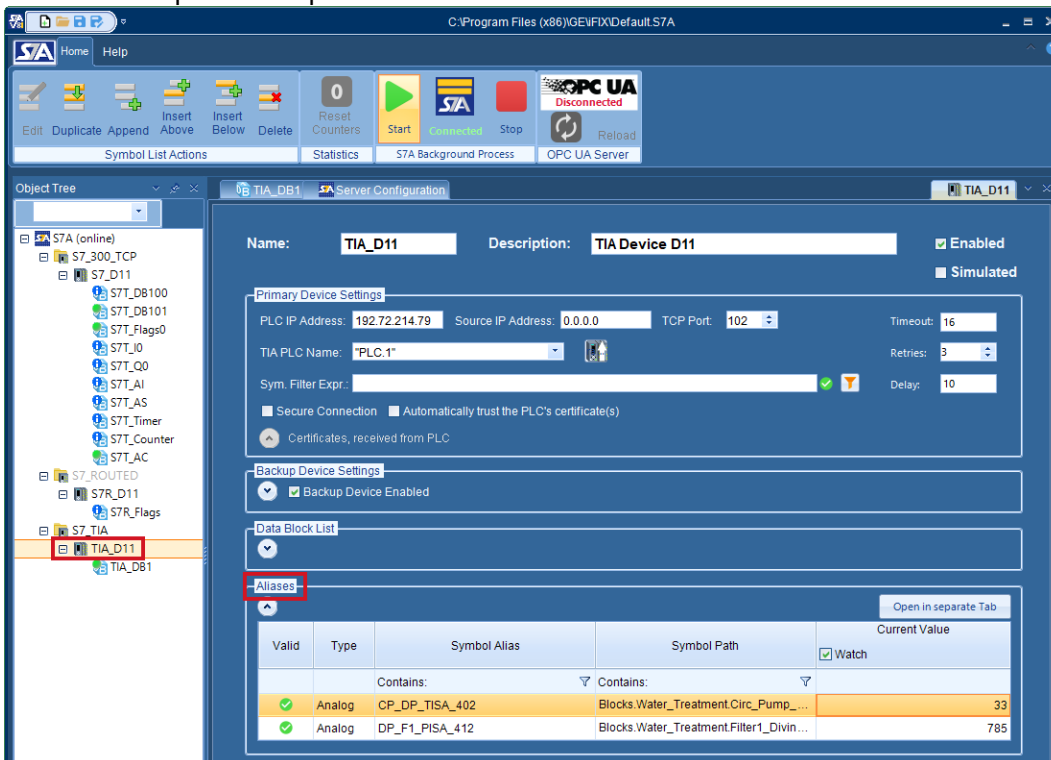 C:\Program Files (x86)\GE\iFIX\Default.S7A
S7A Home Help
Edit Duplicate Append Insert Above Insert Below Delete
0 Reset Counters
Start S7A Connected Stop
OPC UA
Disconnected
Reload
Symbol List Actions Statistics S7A Background Process OPC UA Server
Object Tree
TIA_DB1 Server Configuration TIA_D11
S7A (online)
S7_300_TCP
S7_D11
S7T_DB100
S7T_DB101
S7T_Flags0
S7T_I0
S7T_Q0
S7T_AI
S7T_AS
S7T_Timer
S7T_Counter
S7T_AC
S7_ROUTED
S7R_D11
S7R_Flags
S7_TIA
TIA_D11
TIA_DB1
Name: TIA_D11 Description: TIA Device D11 Enabled
Simulated
Primary Device Settings
PLC IP Address: 192.72.214.79 Source IP Address: 0.0.0.0 TCP Port: 102 Timeout: 16
TIA PLC Name: "PLC.1" Retries: 3
Sym. Filter Expr.: Delay: 10
Secure Connection Automatically trust the PLC's certificate(s)
Certificates, received from PLC
Backup Device Settings
Backup Device Enabled
Data Block List
Aliases
Open in separate Tab
Valid Type Symbol Alias Symbol Path Current Value
Watch
Contains: Contains:
Analog CP_DP_TISA_402 Blocks.Water_Treatment.Circ_Pump_... 33
Analog DP_F1_PISA_412 Blocks.Water_Treatment.Filter1_Divin... 785